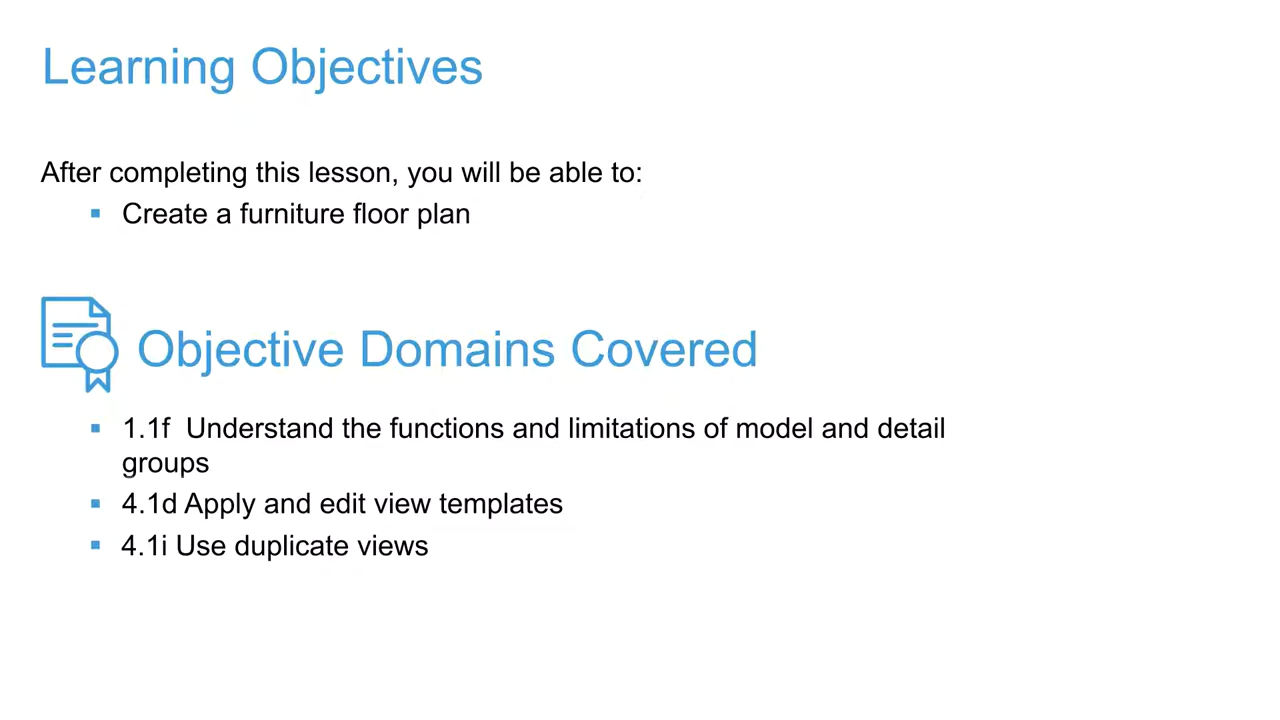 Learning Objectives
After completing this lesson, you will be able to:
▪ Create a furniture floor plan
Objective Domains Covered
▪ 1.1f  Understand the functions and limitations of model and detail
groups
▪ 4.1d Apply and edit view templates
▪ 4.1i Use duplicate views